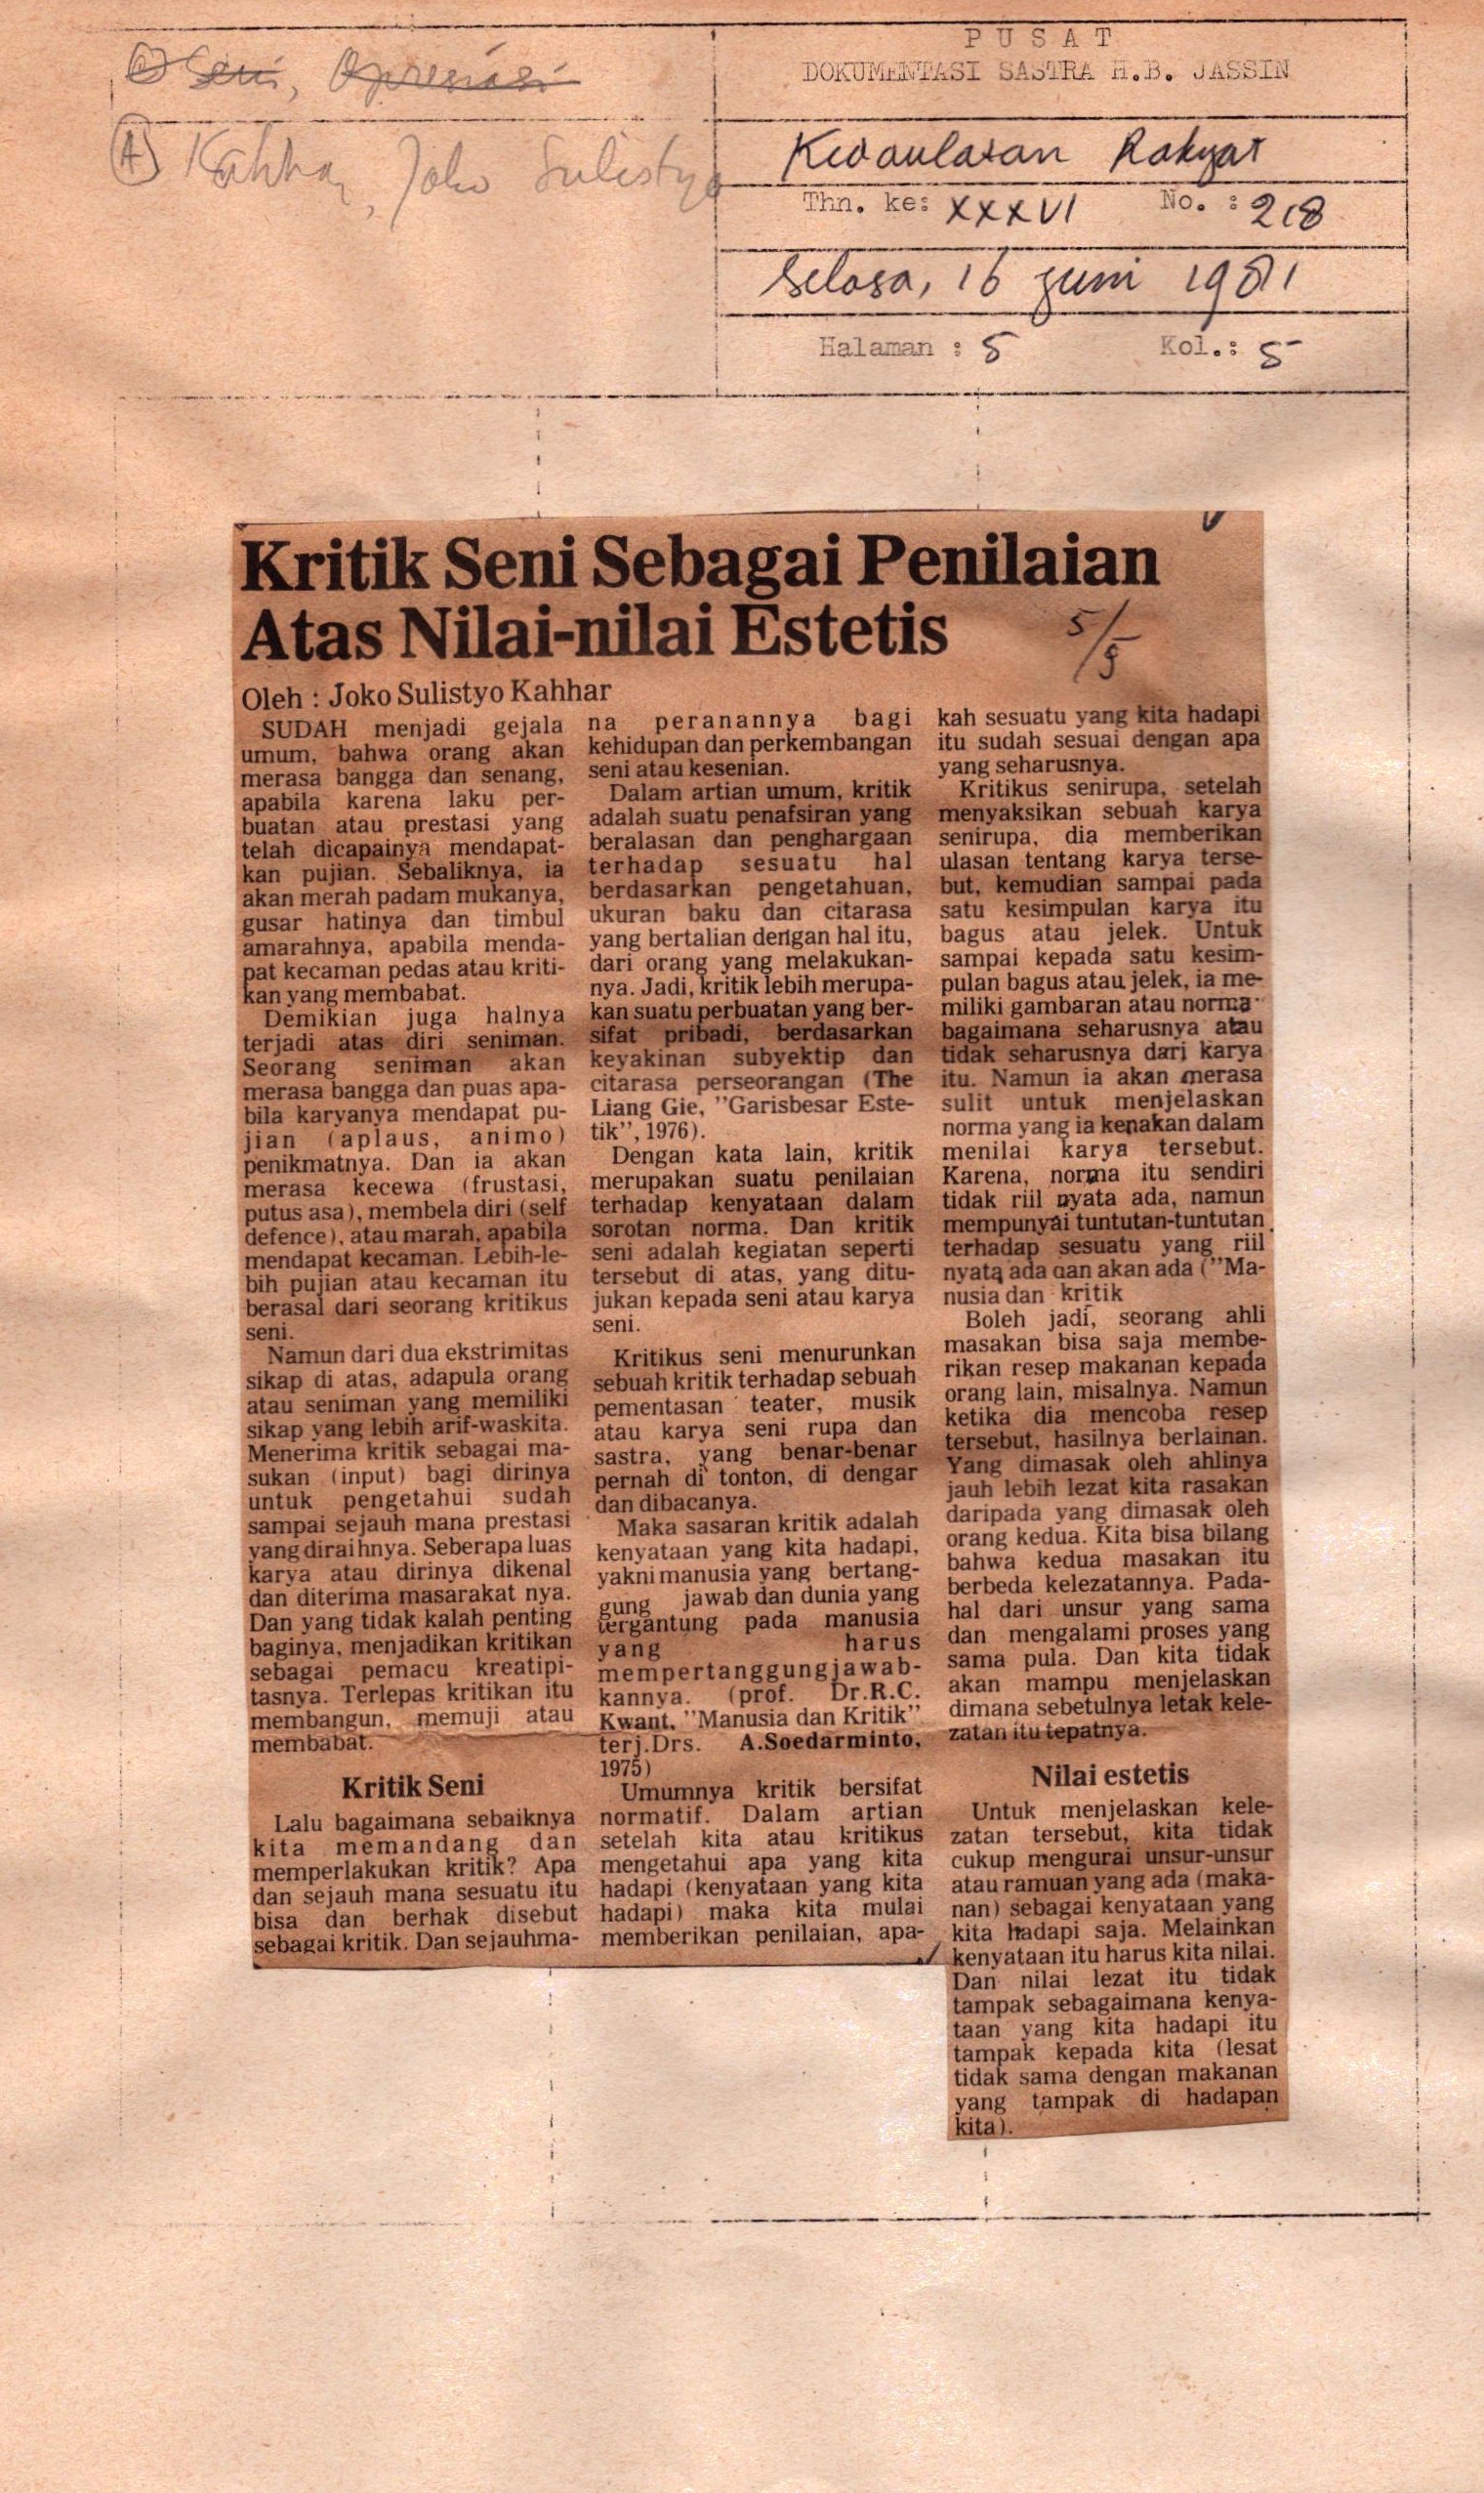 Seni, Apresiasi
P U S A T
DOKUMENTASI SASTRA H.B. JASSIN
(A) Kahhar, Joko Sulistyo
Kedaulatan Rakyat
Thn. ke: XXXVI No. : 218
Selasa, 16 Juni 1981
Halaman : 5 Kol.: 5
Kritik Seni Sebagai Penilaian
Atas Nilai-nilai Estetis
5/5
Oleh : Joko Sulistyo Kahhar
SUDAH menjadi gejala
umum, bahwa orang akan
merasa bangga dan senang,
apabila karena laku per-
buatan atau prestasi yang
telah dicapainya mendapat-
kan pujian. Sebaliknya, ia
akan merah padam mukanya,
gusar hatinya dan timbul
amarahnya, apabila menda-
pat kecaman pedas atau kriti-
kan yang membabat.
Demikian juga halnya
terjadi atas diri seniman.
Seorang seniman akan
merasa bangga dan puas apa-
bila karyanya mendapat pu-
jian (aplaus, animo)
penikmatnya. Dan ia akan
merasa kecewa (frustasi,
putus asa), membela diri (self
defence), atau marah, apabila
mendapat kecaman. Lebih-le-
bih pujian atau kecaman itu
berasal dari seorang kritikus
seni.
Namun dari dua ekstrimitas
sikap di atas, adapula orang
atau seniman yang memiliki
sikap yang lebih arif-waskita.
Menerima kritik sebagai ma-
sukan (input) bagi dirinya
untuk pengetahui sudah
sampai sejauh mana prestasi
yang diraihnya. Seberapa luas
karya atau dirinya dikenal
dan diterima masarakat nya.
Dan yang tidak kalah penting
baginya, menjadikan kritikan
sebagai pemacu kreatipi-
tasnya. Terlepas kritikan itu
membangun, memuji atau
membabat.
Kritik Seni
Lalu bagaimana sebaiknya
kita memandang dan
memperlakukan kritik? Apa
dan sejauh mana sesuatu itu
bisa dan berhak disebut
sebagai kritik. Dan sejauhma-
na peranannya bagi
kehidupan dan perkembangan
seni atau kesenian.
Dalam artian umum, kritik
adalah suatu penafsiran yang
beralasan dan penghargaan
terhadap sesuatu hal
berdasarkan pengetahuan,
ukuran baku dan citarasa
yang bertalian dengan hal itu,
dari orang yang melakukan-
nya. Jadi, kritik lebih merupa-
kan suatu perbuatan yang ber-
sifat pribadi, berdasarkan
keyakinan subyektip dan
citarasa perseorangan (The
Liang Gie, "Garisbesar Este-
tik", 1976).
Dengan kata lain, kritik
merupakan suatu penilaian
terhadap kenyataan dalam
sorotan norma. Dan kritik
seni adalah kegiatan seperti
tersebut di atas, yang ditu-
jukan kepada seni atau karya
seni.
Kritikus seni menurunkan
sebuah kritik terhadap sebuah
pementasan teater, musik
atau karya seni rupa dan
sastra, yang benar-benar
pernah di tonton, di dengar
dan dibacanya.
Maka sasaran kritik adalah
kenyataan yang kita hadapi,
yakni manusia yang bertang-
gung jawab dan dunia yang
tergantung pada manusia
yang harus
mempertanggungjawab-
kannya. (prof. Dr.R.C.
Kwant, "Manusia dan Kritik"
terj.Drs. A.Soedarminto,
1975)
Umumnya kritik bersifat
normatif. Dalam artian
setelah kita atau kritikus
mengetahui apa yang kita
hadapi (kenyataan yang kita
hadapi) maka kita mulai
memberikan penilaian, apa-
kah sesuatu yang kita hadapi
itu sudah sesuai dengan apa
yang seharusnya.
Kritikus senirupa, setelah
menyaksikan sebuah karya
senirupa, dia memberikan
ulasan tentang karya terse-
but, kemudian sampai pada
satu kesimpulan karya itu
bagus atau jelek. Untuk
sampai kepada satu kesim-
pulan bagus atau jelek, ia me-
miliki gambaran atau norma
bagaimana seharusnya atau
tidak seharusnya dari karya
itu. Namun ia akan merasa
sulit untuk menjelaskan
norma yang ia kenakan dalam
menilai karya tersebut.
Karena, norma itu sendiri
tidak riil nyata ada, namun
mempunyai tuntutan-tuntutan
terhadap sesuatu yang riil
nyata ada dan akan ada ("Ma-
nusia dan kritik
Boleh jadi, seorang ahli
masakan bisa saja membe-
rikan resep makanan kepada
orang lain, misalnya. Namun
ketika dia mencoba resep
tersebut, hasilnya berlainan.
Yang dimasak oleh ahlinya
jauh lebih lezat kita rasakan
daripada yang dimasak oleh
orang kedua. Kita bisa bilang
bahwa kedua masakan itu
berbeda kelezatannya. Pada-
hal dari unsur yang sama
dan mengalami proses yang
sama pula. Dan kita tidak
akan mampu menjelaskan
dimana sebetulnya letak kele-
zatan itu tepatnya.
Nilai estetis
Untuk menjelaskan kele-
zatan tersebut, kita tidak
cukup mengurai unsur-unsur
atau ramuan yang ada (maka-
nan) sebagai kenyataan yang
kita hadapi saja. Melainkan
kenyataan itu harus kita nilai.
Dan nilai lezat itu tidak
tampak sebagaimana kenya-
taan yang kita hadapi itu
tampak kepada kita (lesat
tidak sama dengan makanan
yang tampak di hadapan
kita).